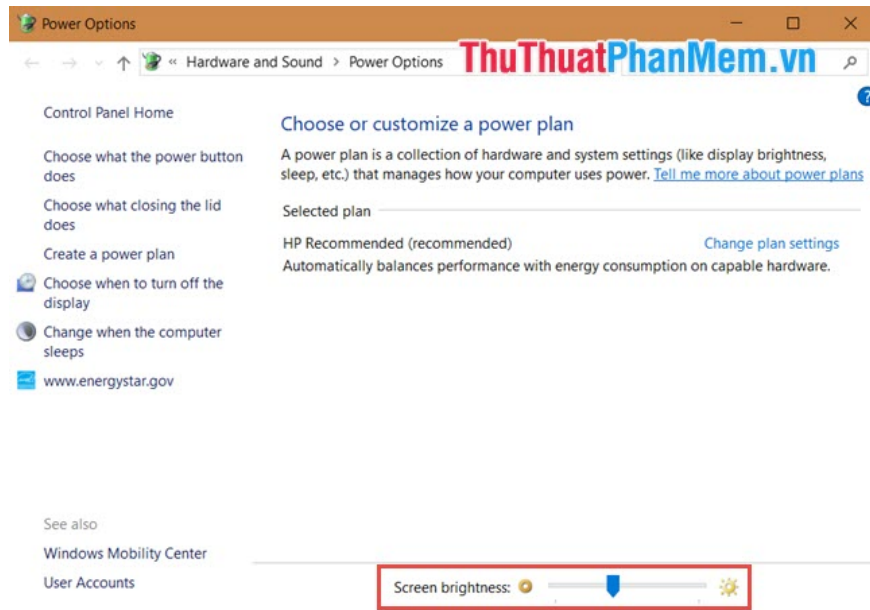 Power Options
« Hardware and Sound > Power Options
ThuThuatPhanMem.vn
?
Control Panel Home
Choose what the power button
does
Choose what closing the lid
does
Create a power plan
Choose when to turn off the
display
Change when the computer
sleeps
www.energystar.gov
See also
Windows Mobility Center
User Accounts
Choose or customize a power plan
A power plan is a collection of hardware and system settings (like display brightness,
sleep, etc.) that manages how your computer uses power. Tell me more about power plans
Selected plan
HP Recommended (recommended) Change plan settings
Automatically balances performance with energy consumption on capable hardware.
Screen brightness: